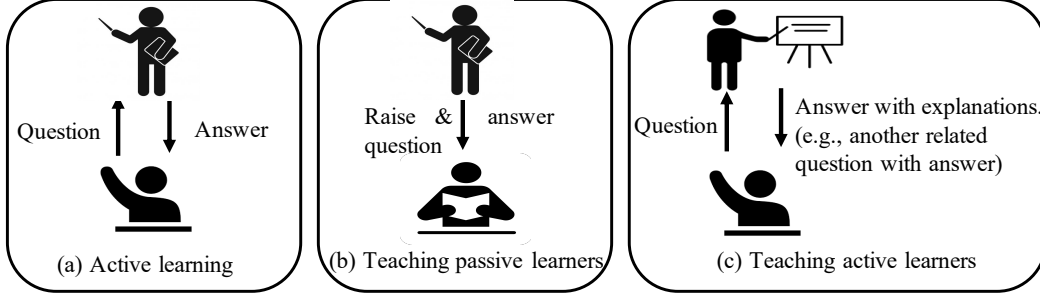 Question
Answer
(a) Active learning
Raise & answer
question
(b) Teaching passive learners
Question
Answer with explanations.
(e.g., another related
question with answer)
(c) Teaching active learners